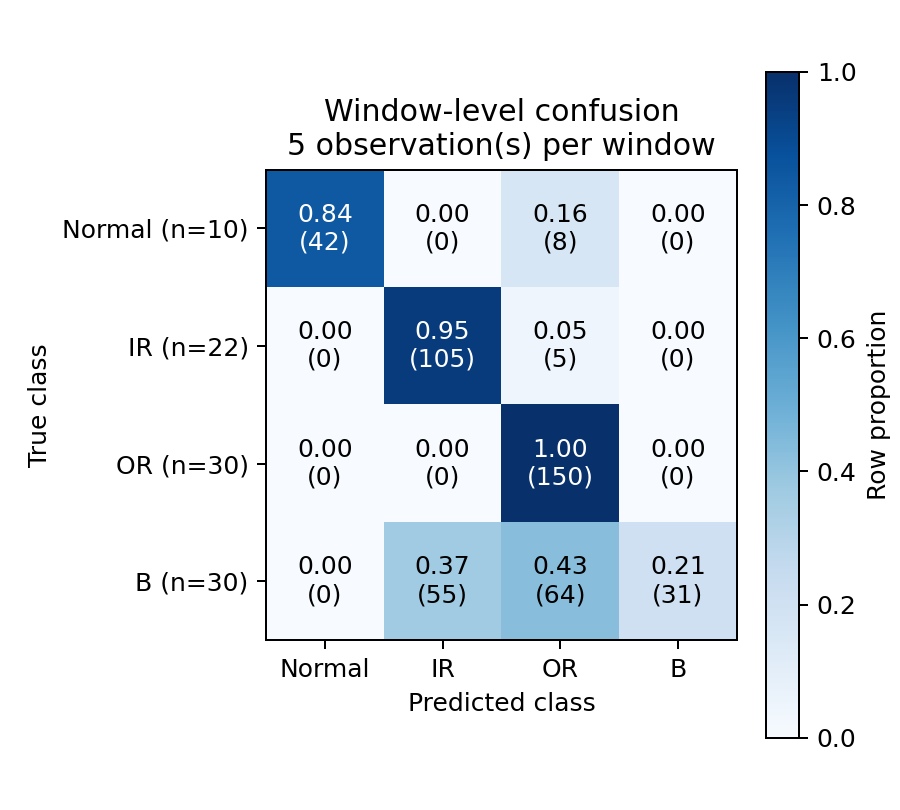 Window-level confusion
5 observation(s) per window
Normal (n=10)
0.84
(42)
0.00
(0)
0.16
(8)
0.00
(0)
IR (n=22)
0.00
(0)
0.95
(105)
0.05
(5)
0.00
(0)
OR (n=30)
0.00
(0)
0.00
(0)
1.00
(150)
0.00
(0)
B (n=30)
0.00
(0)
0.37
(55)
0.43
(64)
0.21
(31)
Normal
IR
OR
B
Predicted class
True class
1.0
0.8
0.6
0.4
0.2
0.0
Row proportion